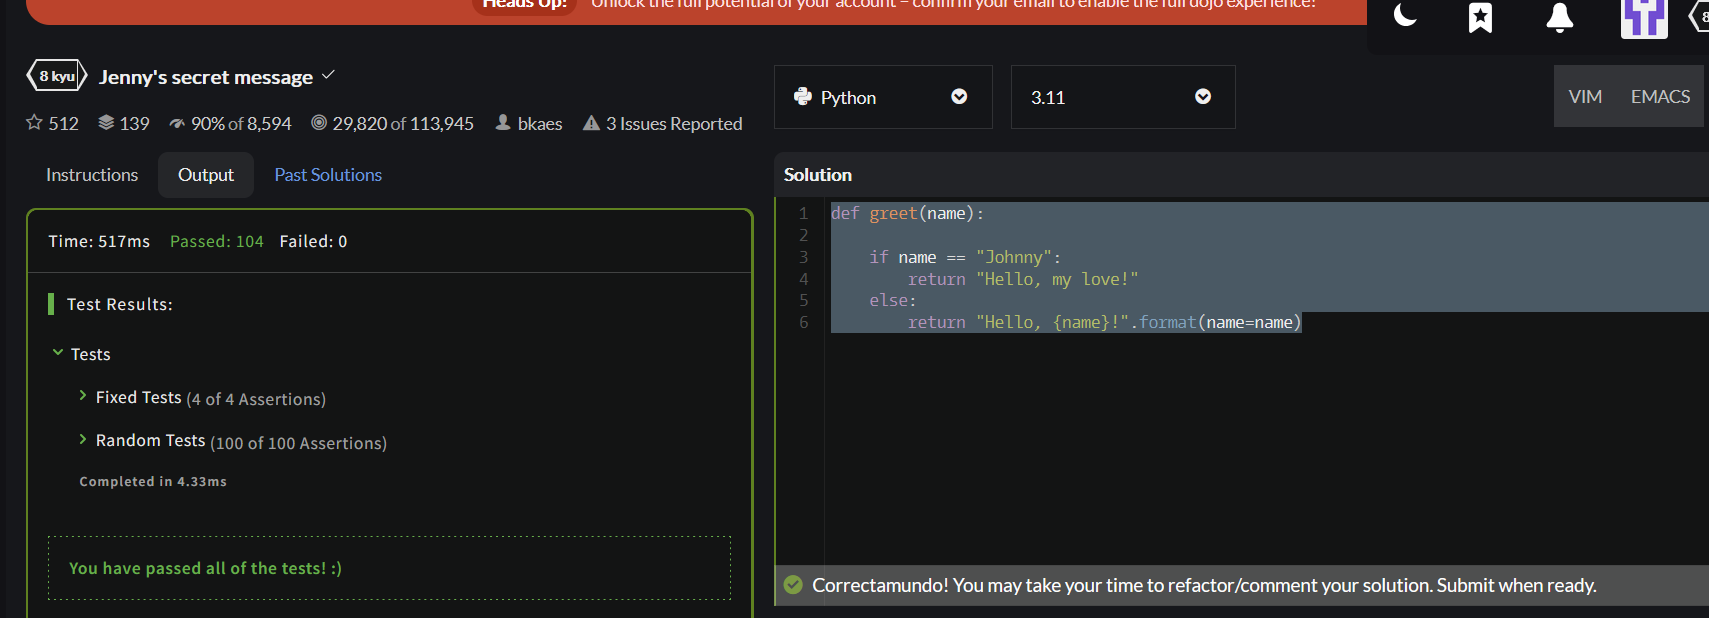 Heads Up! Unlock the full potential of your account – confirm your email to enable the full dojo experience!
8 kyu Jenny's secret message
512 139 90% of 8,594 29,820 of 113,945 bkaes 3 Issues Reported
Instructions Output Past Solutions
Time: 517ms Passed: 104 Failed: 0
Test Results:
Tests
Fixed Tests (4 of 4 Assertions)
Random Tests (100 of 100 Assertions)
Completed in 4.33ms
You have passed all of the tests! :)
Python 3.11 VIM EMACS
Solution
1 def greet(name):
2
3     if name == "Johnny":
4         return "Hello, my love!"
5     else:
6         return "Hello, {name}!".format(name=name)
Correctamundo! You may take your time to refactor/comment your solution. Submit when ready.